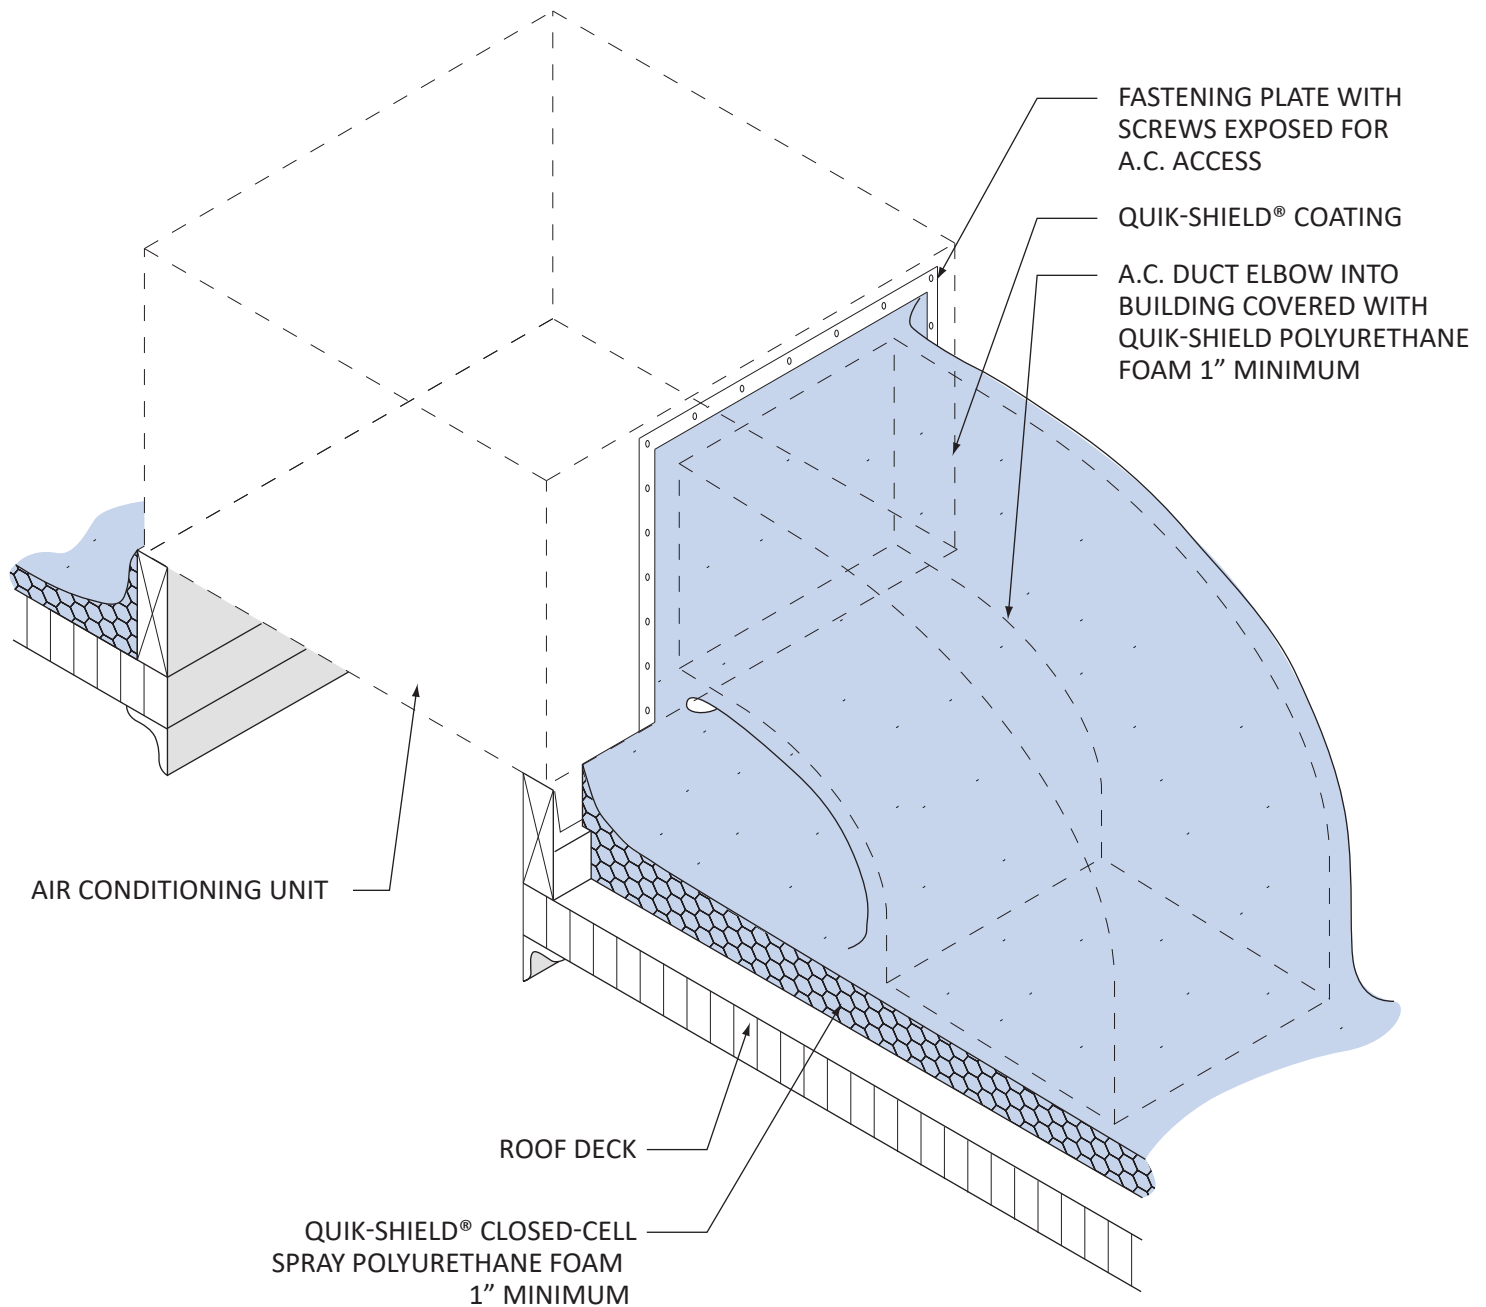 FASTENING PLATE WITH
SCREWS EXPOSED FOR
A.C. ACCESS
QUIK-SHIELD® COATING
A.C. DUCT ELBOW INTO
BUILDING COVERED WITH
QUIK-SHIELD POLYURETHANE
FOAM 1” MINIMUM
AIR CONDITIONING UNIT
ROOF DECK
QUIK-SHIELD® CLOSED-CELL
SPRAY POLYURETHANE FOAM
1” MINIMUM